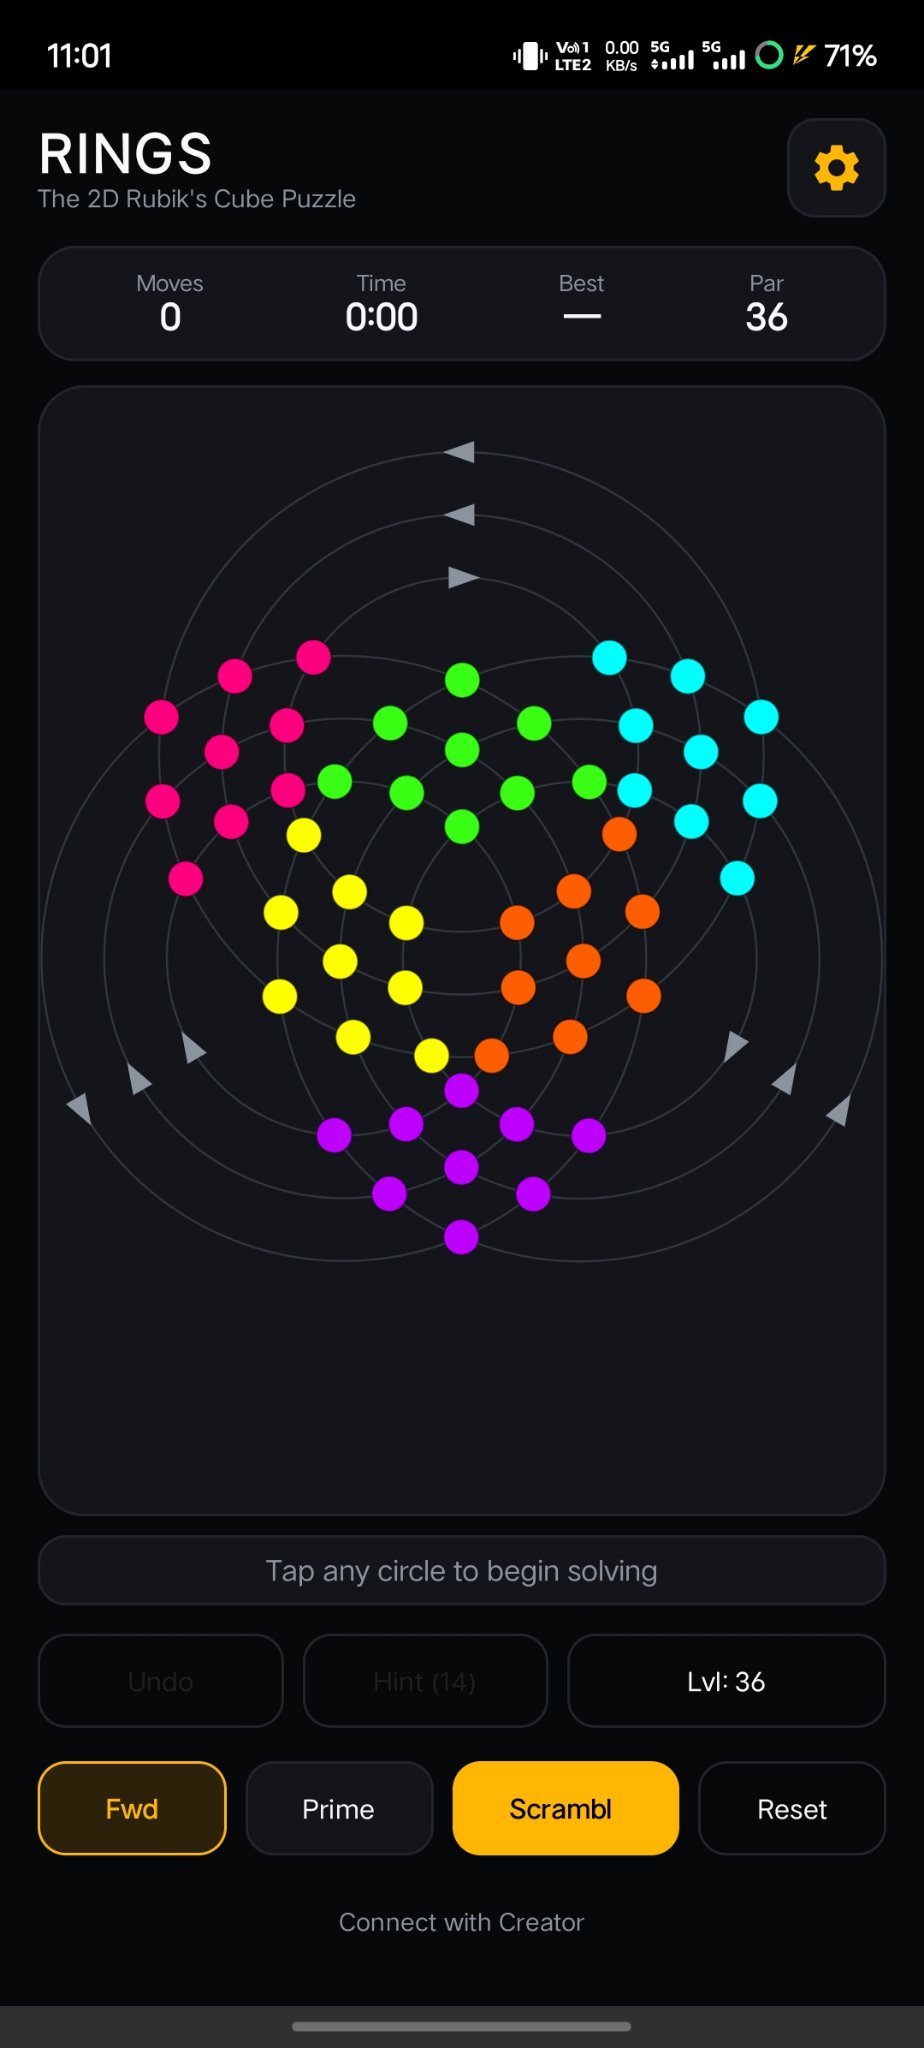 11:01
Vo) 1 LTE2 0.00 KB/s 5G 5G 71%
RINGS
The 2D Rubik's Cube Puzzle
Moves Time Best Par
0 0:00 — 36
Tap any circle to begin solving
Undo Hint (14) Lvl: 36
Fwd Prime Scrambl Reset
Connect with Creator